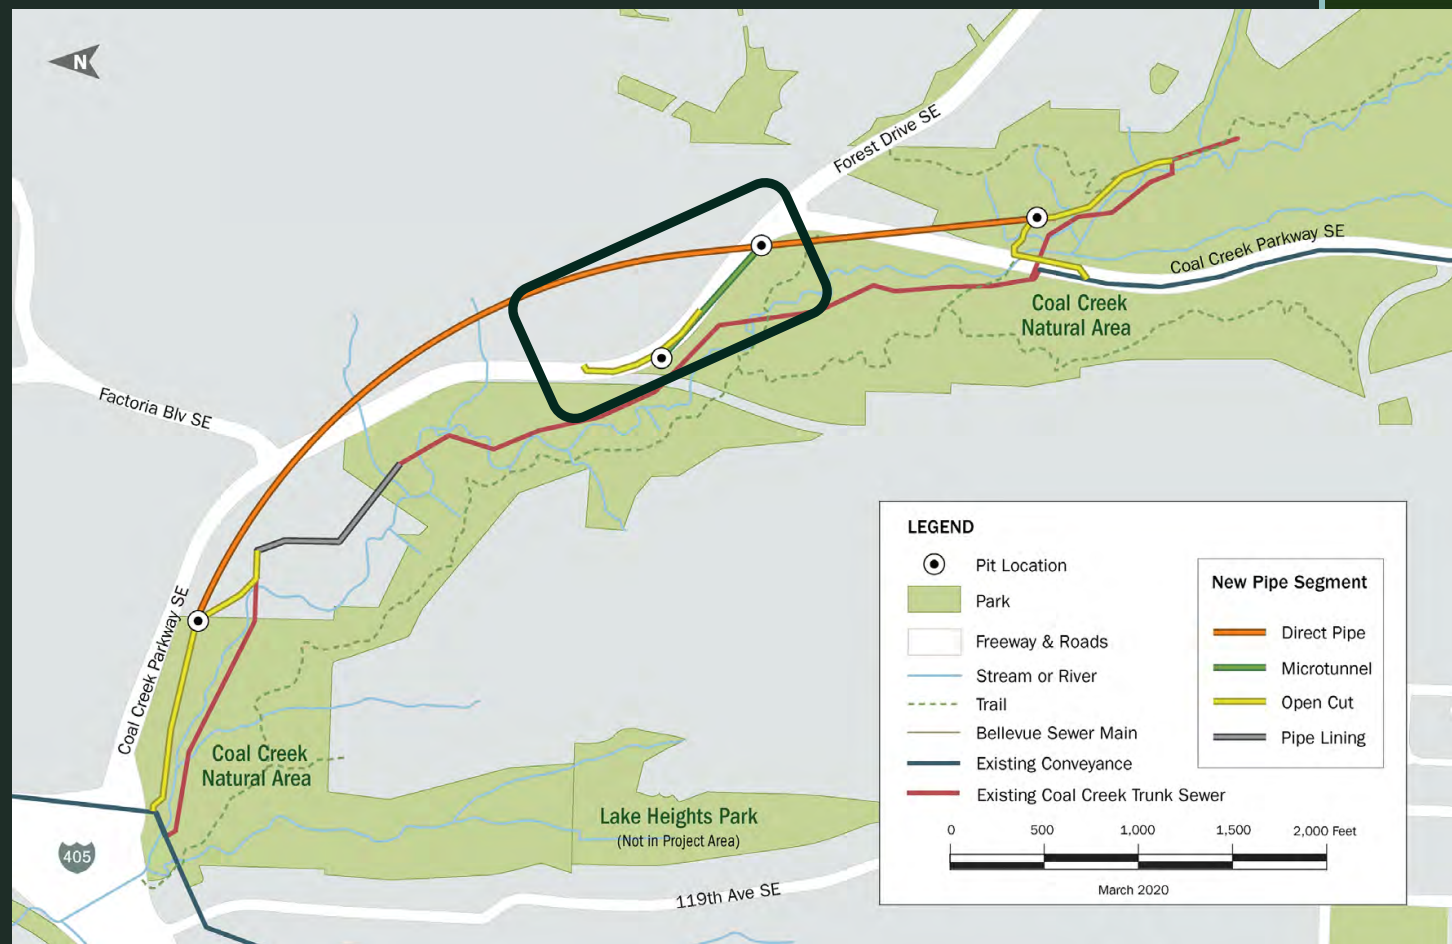 N
Forest Drive SE
Coal Creek Parkway SE
Coal Creek
Natural Area
Factoria Blv SE
Coal Creek Parkway SE
Coal Creek
Natural Area
Lake Heights Park
(Not in Project Area)
405
119th Ave SE
LEGEND
Pit Location
Park
Freeway & Roads
Stream or River
Trail
Bellevue Sewer Main
Existing Conveyance
Existing Coal Creek Trunk Sewer
New Pipe Segment
Direct Pipe
Microtunnel
Open Cut
Pipe Lining
0 500 1,000 1,500 2,000 Feet
March 2020